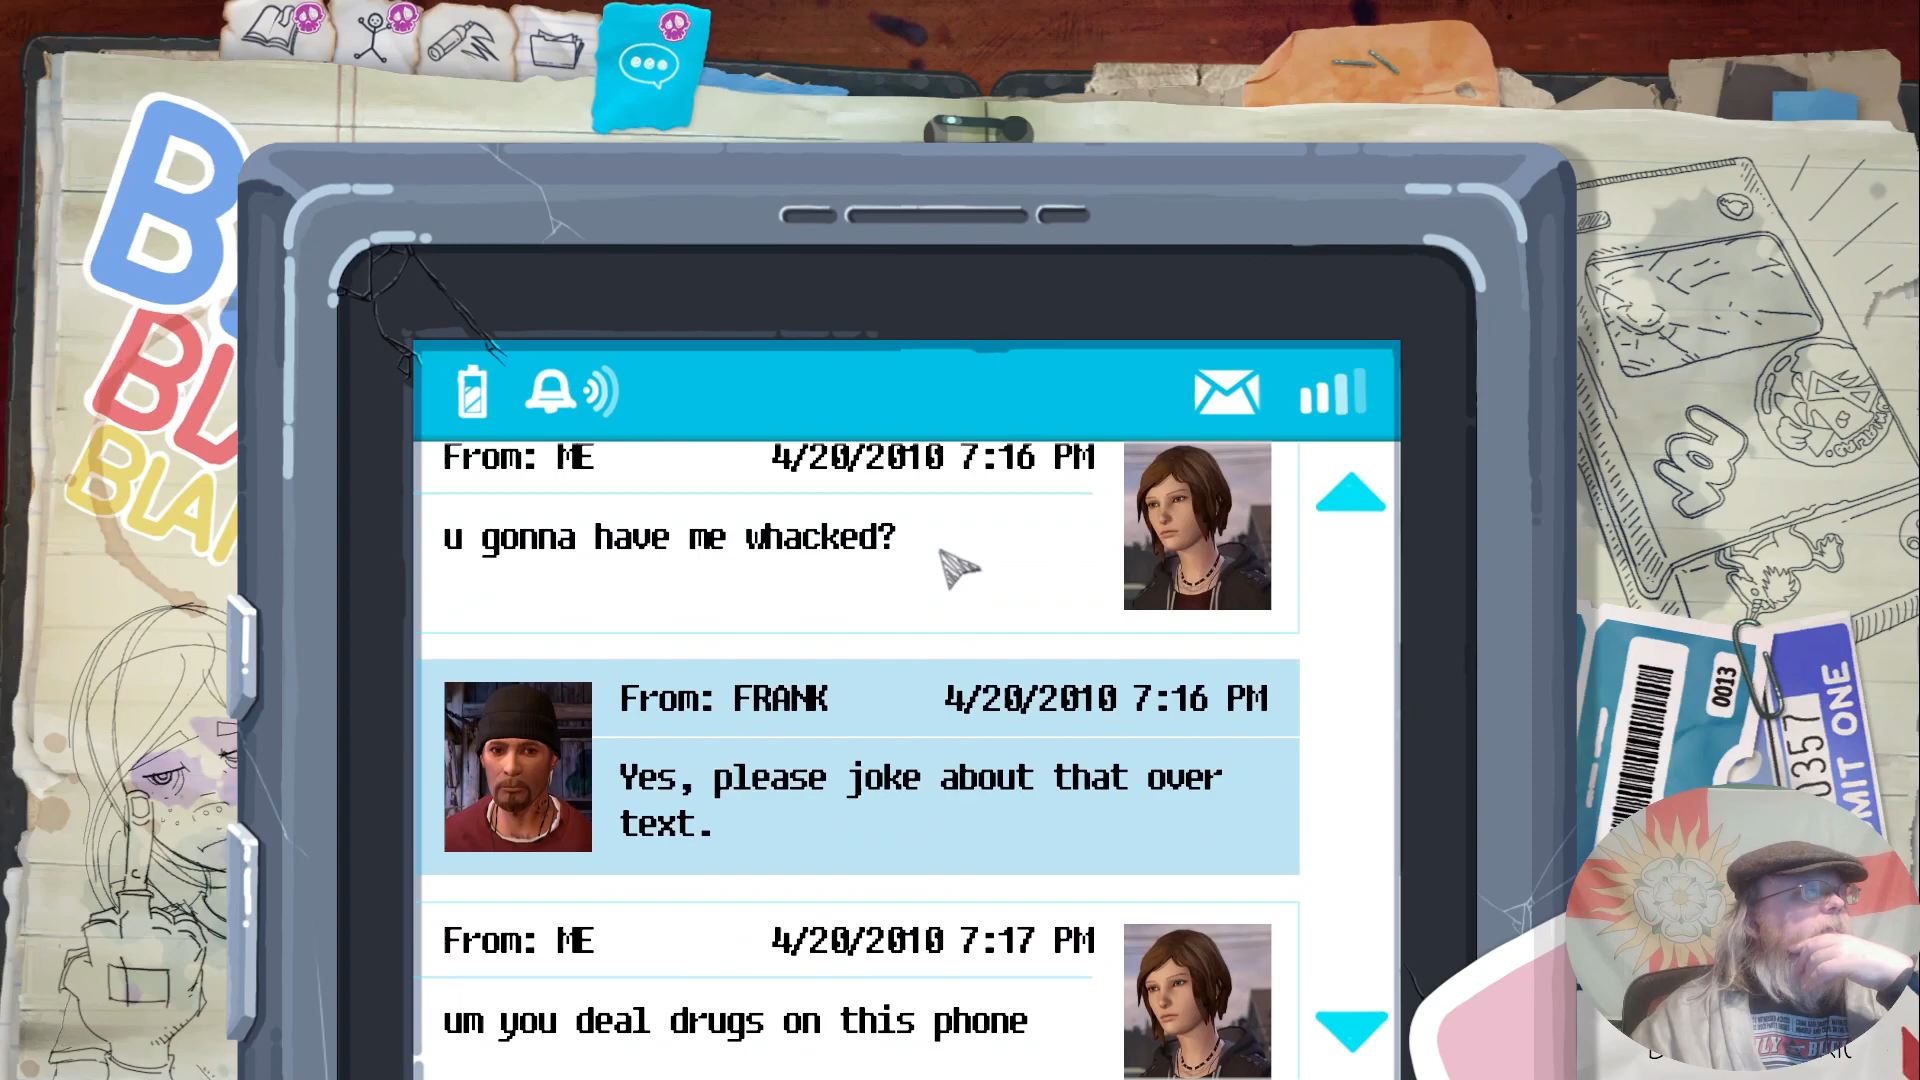 From: ME 4/20/2010 7:16 PM
u gonna have me whacked?
From: FRANK 4/20/2010 7:16 PM
Yes, please joke about that over
text.
From: ME 4/20/2010 7:17 PM
um you deal drugs on this phone
0013
0357
MIT ONE